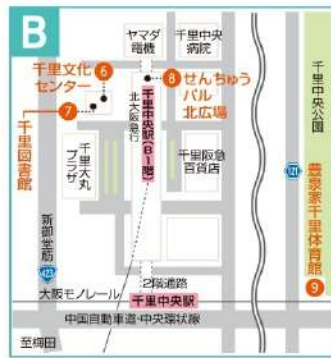 B
ヤマダ
電機
千里中央
病院
千里文化
センター
6
7
8
せんちゅう
パル
北広場
千里図書館
千里大丸
プラザ
北大阪急行
千里中央駅(B1階)
千里阪急
百貨店
千里中央公園
121
豊泉家千里体育館
9
新御堂筋
423
2階通路
大阪モノレール
千里中央駅
中国自動車道・中央環状線
至梅田